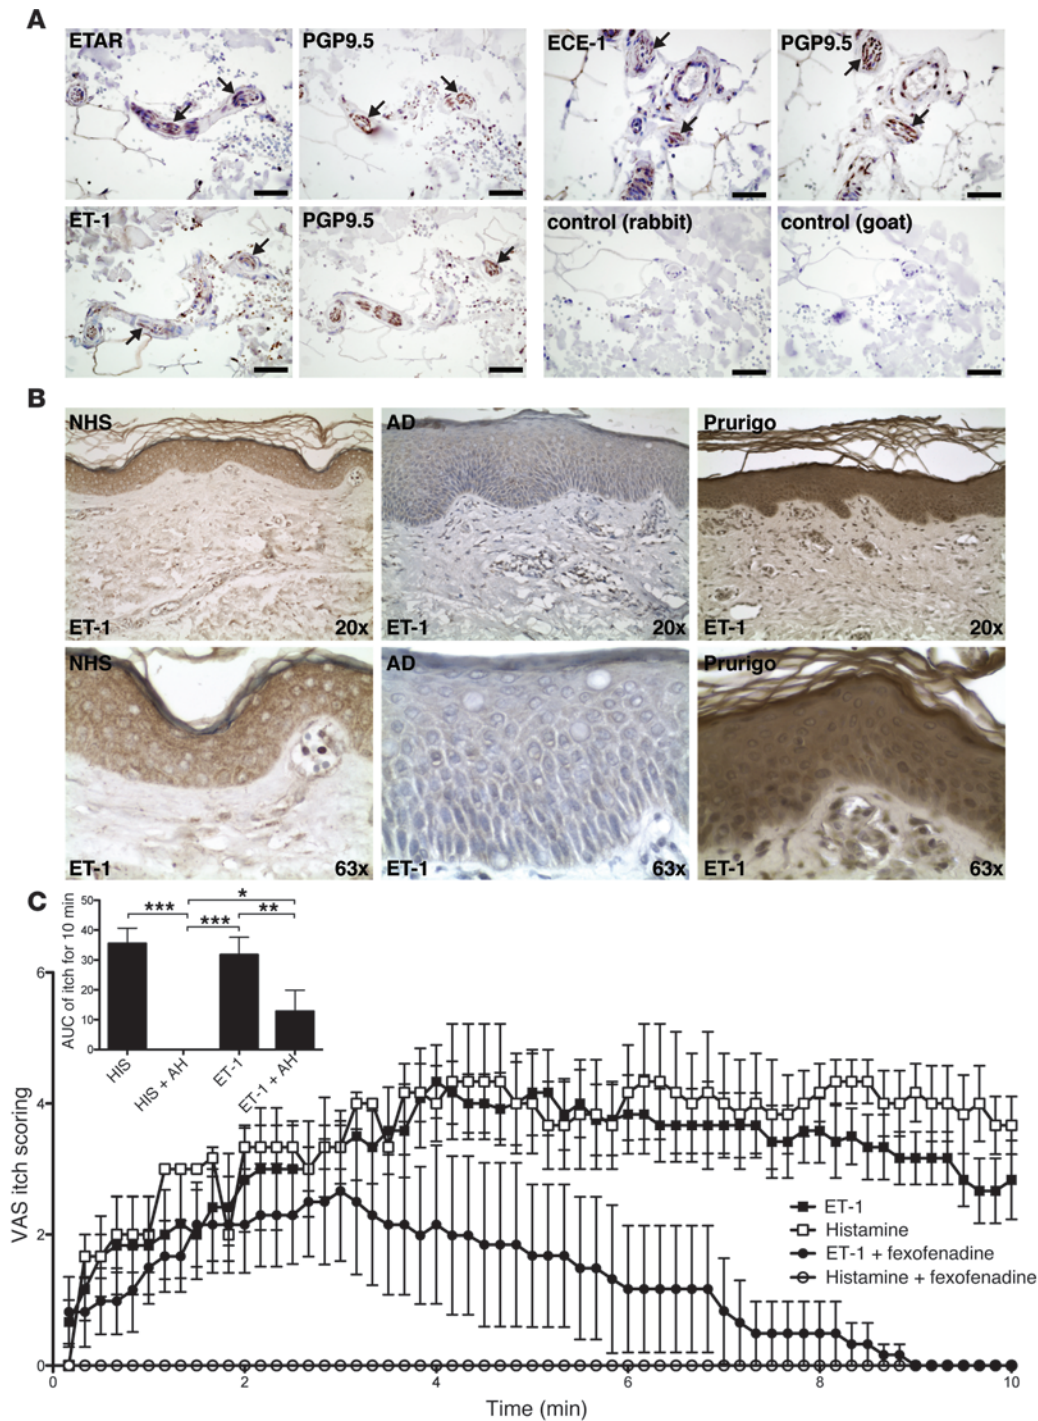 A
ETAR
PGP9.5
ECE-1
PGP9.5
ET-1
PGP9.5
control (rabbit)
control (goat)
B
NHS
AD
Prurigo
ET-1
20x
ET-1
20x
ET-1
20x
NHS
AD
Prurigo
ET-1
63x
ET-1
63x
ET-1
63x
C
AUC of itch for 10 min
50
40
30
20
10
0
***
*
***
**
HIS
HIS + AH
ET-1
ET-1 + AH
VAS itch scoring
6
4
2
0
ET-1
Histamine
ET-1 + fexofenadine
Histamine + fexofenadine
0
2
4
6
8
10
Time (min)